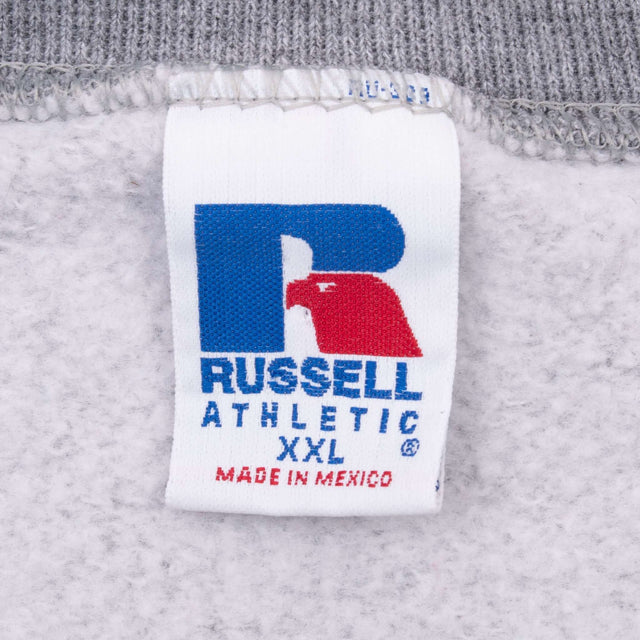 RUSSELL
ATHLETIC
XXL ®
MADE IN MEXICO